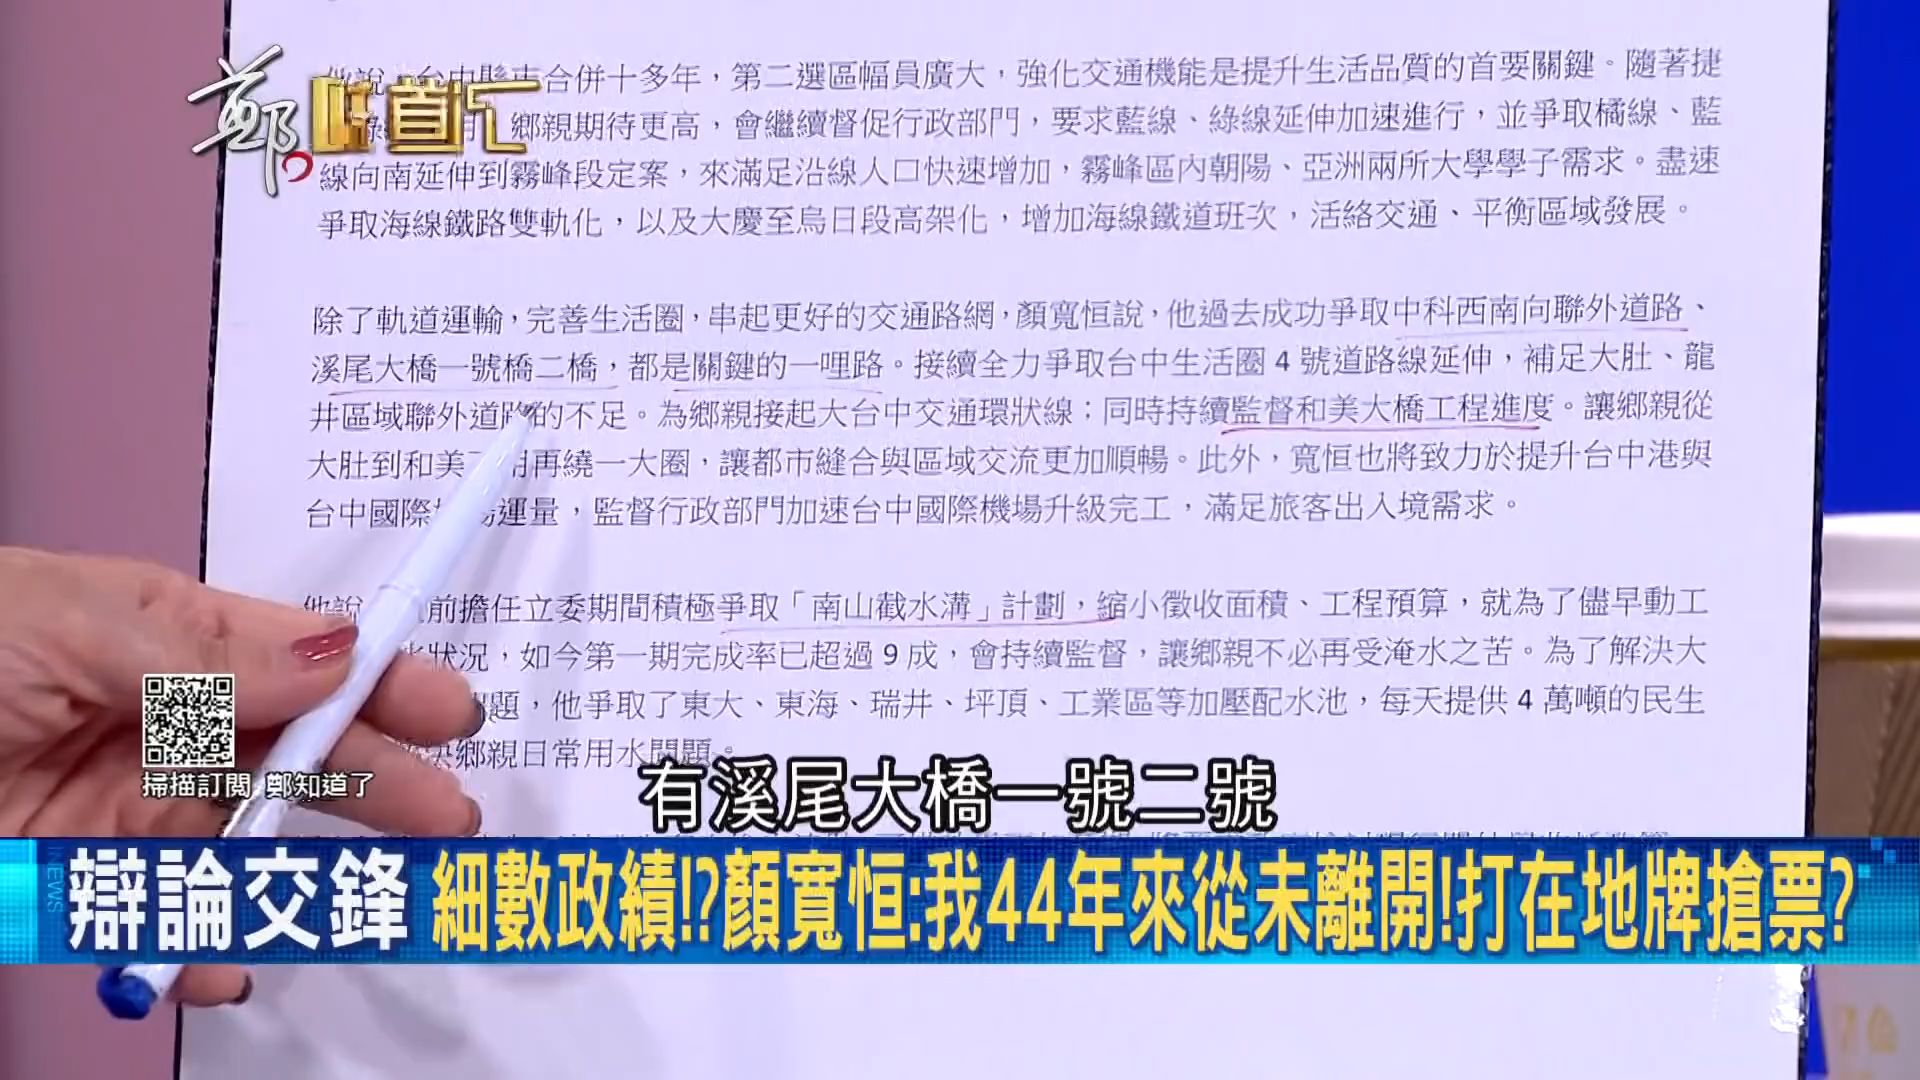 他說，台中縣市合併十多年，第二選區幅員廣大，強化交通機能是提升生活品質的首要關鍵。隨著捷
鄉親期待更高，會繼續督促行政部門，要求藍線、綠線延伸加速進行，並爭取橘線、藍
線向南延伸到霧峰段定案，來滿足沿線人口快速增加，霧峰區內朝陽、亞洲兩所大學學子需求。盡速
爭取海線鐵路雙軌化，以及大慶至烏日段高架化，增加海線鐵道班次，活絡交通、平衡區域發展。
除了軌道運輸，完善生活圈，串起更好的交通路網，顏寬恒說，他過去成功爭取中科西南向聯外道路、
溪尾大橋一號橋二橋，都是關鍵的一哩路。接續全力爭取台中生活圈4號道路線延伸，補足大肚、龍
井區域聯外道路的不足。為鄉親接起大台中交通環狀線；同時持續監督和美大橋工程進度。讓鄉親從
大肚到和美 用再繞一大圈，讓都市縫合與區域交流更加順暢。此外，寬恒也將致力於提升台中港與
台中國際 場運量，監督行政部門加速台中國際機場升級完工，滿足旅客出入境需求。
他說 前擔任立委期間積極爭取「南山截水溝」計劃，縮小徵收面積、工程預算，就為了儘早動工
狀況，如今第一期完成率已超過9成，會持續監督，讓鄉親不必再受淹水之苦。為了解決大
題，他爭取了東大、東海、瑞井、坪頂、工業區等加壓配水池，每天提供4萬噸的民生
鄉親日常用水問題。
鄭
掃描訂閱 鄭知道了
有溪尾大橋一號二號
NEWS
辯論交鋒 細數政績!?顏寬恒:我44年來從未離開!打在地牌搶票?